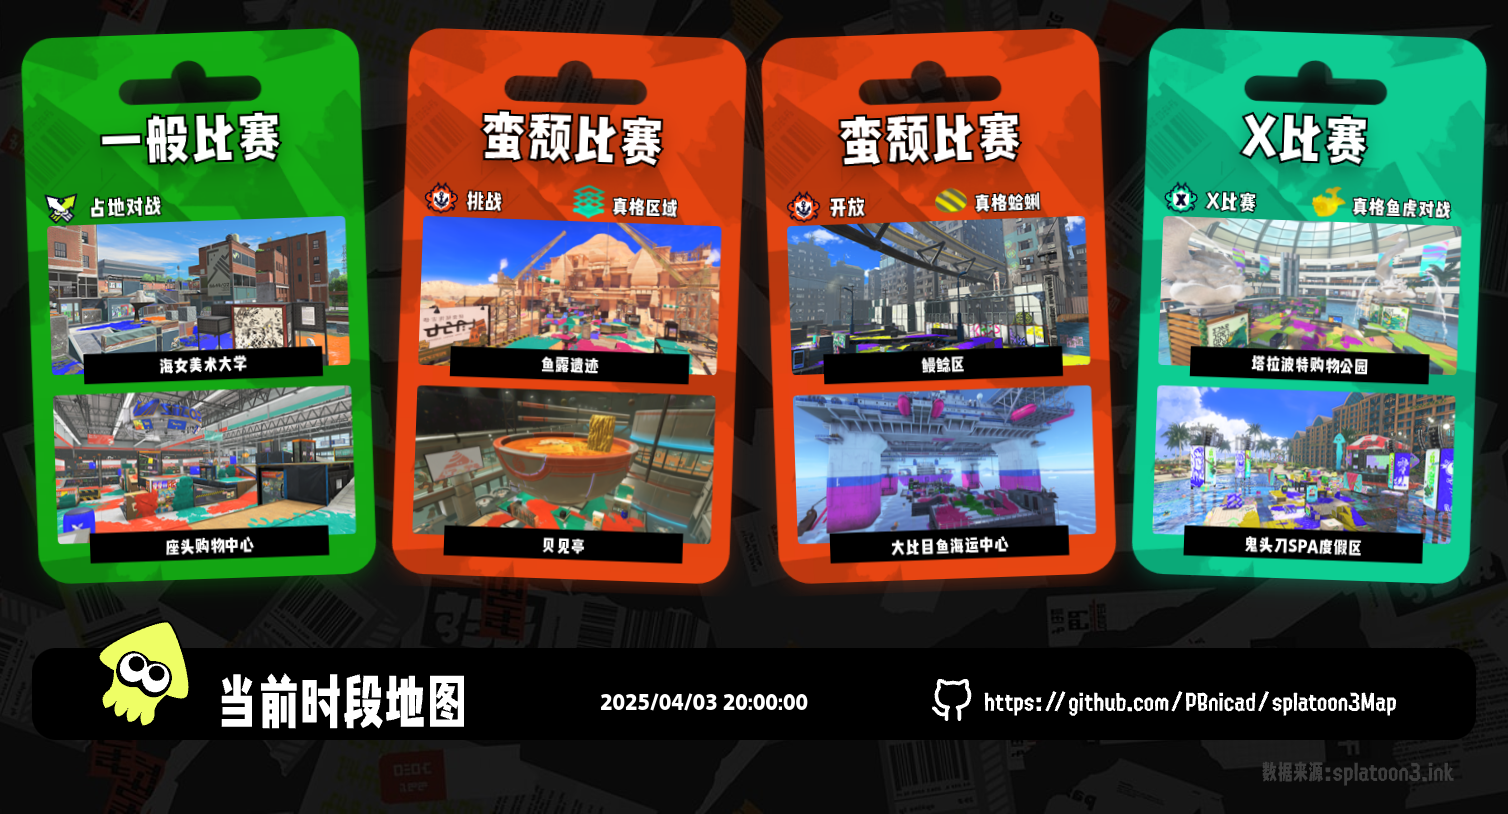 一般比赛
占地对战
海女美术大学
座头购物中心
蛮颓比赛
挑战
真格区域
鱼露遗迹
贝见亭
蛮颓比赛
开放
真格蛤蜊
鳗鲶区
大比目鱼海运中心
X比赛
X比赛
真格鱼虎对战
塔拉波特购物公园
鬼头刀SPA度假区
当前时段地图
2025/04/03 20:00:00
https://github.com/PBnicad/splatoon3Map
数据来源:splatoon3.ink